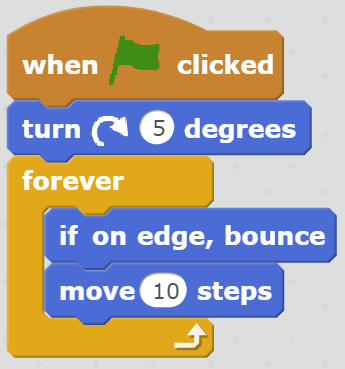 when clicked
turn 5 degrees
forever
if on edge, bounce
move 10 steps